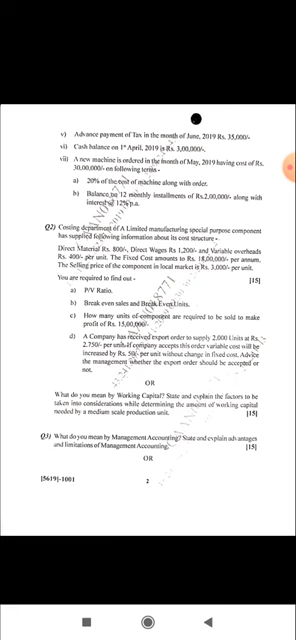 v) Advance payment of Tax in the month of June, 2019 Rs. 35,000/-.
vi) Cash balance on 1st April, 2019 is Rs. 3,00,000/-.
vii) A new machine is ordered in the month of May, 2019 having cost of Rs.
30,00,000/- on following terms -
a) 20% of the cost of machine along with order.
b) Balance on 12 monthly installments of Rs.2,00,000/- along with
interest @ 12% p.a.
Q2) Costing department of A Limited manufacturing special purpose component
has supplied following information about its cost structure -
Direct Material Rs. 800/-, Direct Wages Rs 1,200/- and Variable overheads
Rs. 400/- per unit. The Fixed Cost amounts to Rs. 18,00,000/- per annum.
The Selling price of the component in local market is Rs. 3,000/- per unit.
You are required to find out - [15]
a) P/V Ratio.
b) Break even sales and Break Even Units.
c) How many units of component are required to be sold to make
profit of Rs. 15,00,000/-
d) A Company has received export order to supply 2,000 Units at Rs.
2,750/- per unit. If company accepts this order variable cost will be
increased by Rs. 50/- per unit without change in fixed cost. Advice
the management whether the export order should be accepted or
not.
OR
What do you mean by Working Capital? State and explain the factors to be
taken into considerations while determining the amount of working capital
needed by a medium scale production unit. [15]
Q3) What do you mean by Management Accounting? State and explain advantages
and limitations of Management Accounting. [15]
OR
[5619]-1001
2